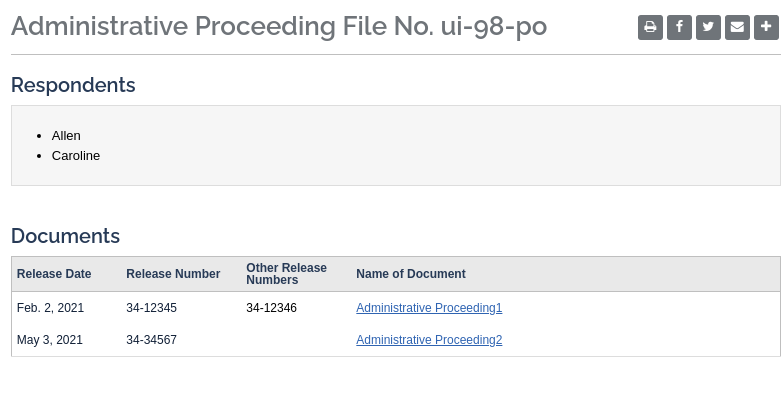 Administrative Proceeding File No. ui-98-po
Respondents
Allen
Caroline
Documents
Release Date Release Number Other Release Numbers Name of Document
Feb. 2, 2021 34-12345 34-12346 Administrative Proceeding1
May 3, 2021 34-34567 Administrative Proceeding2